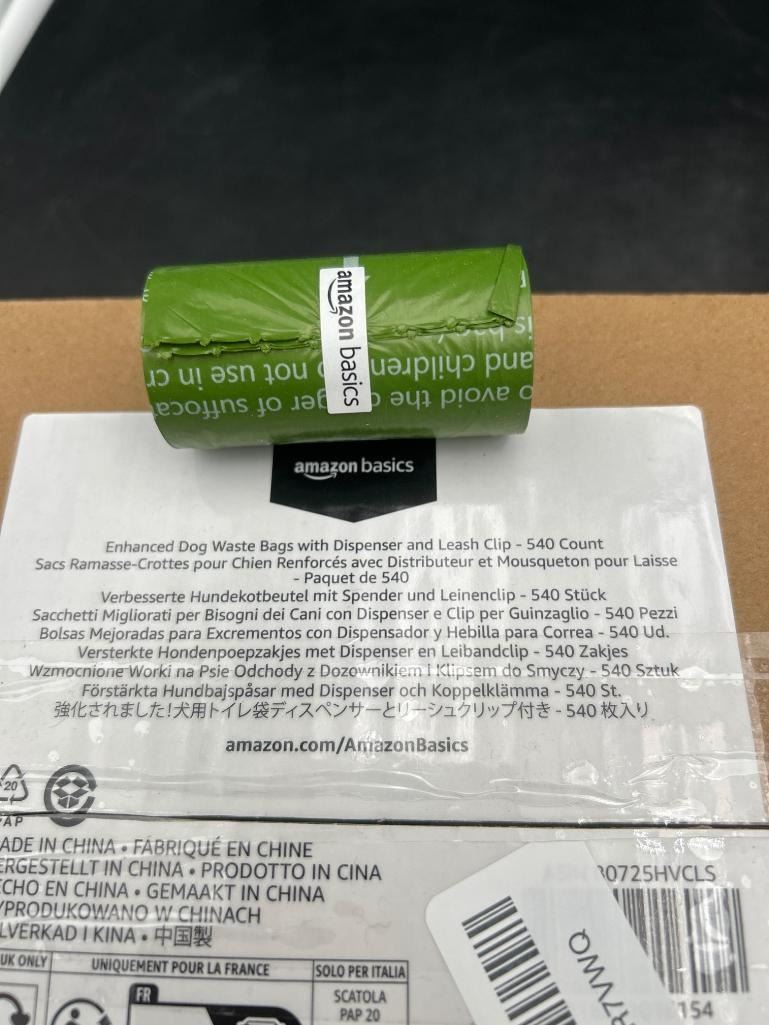 amazon basics
and children. Do not use in cr
o avoid the danger of suffoca
amazon basics
Enhanced Dog Waste Bags with Dispenser and Leash Clip - 540 Count
Sacs Ramasse-Crottes pour Chien Renforcés avec Distributeur et Mousqueton pour Laisse
- Paquet de 540
Verbesserte Hundekotbeutel mit Spender und Leinenclip - 540 Stück
Sacchetti Migliorati per Bisogni dei Cani con Dispenser e Clip per Guinzaglio - 540 Pezzi
Bolsas Mejoradas para Excrementos con Dispensador y Hebilla para Correa - 540 Ud.
Versterkte Hondenpoepzakjes met Dispenser en Leibandclip - 540 Zakjes
Wzmocnione Worki na Psie Odchody z Dozownikiem i Klipsem do Smyczy - 540 Sztuk
Förstärkta Hundbajspåsar med Dispenser och Koppelklämma - 540 St.
強化されました!犬用トイレ袋ディスペンサーとリーシュクリップ付き - 540 枚入り
amazon.com/AmazonBasics
20
PAP
ADE IN CHINA • FABRIQUÉ EN CHINE
ERGESTELLT IN CHINA • PRODOTTO IN CINA
ECHO EN CHINA • GEMAAKT IN CHINA
YPRODUKOWANO W CHINACH
LVERKAD I KINA • 中国製
UK ONLY
UNIQUEMENT POUR LA FRANCE
SOLO PER ITALIA
FR
SCATOLA
PAP 20
30725HVCLS
R7VWQ
154